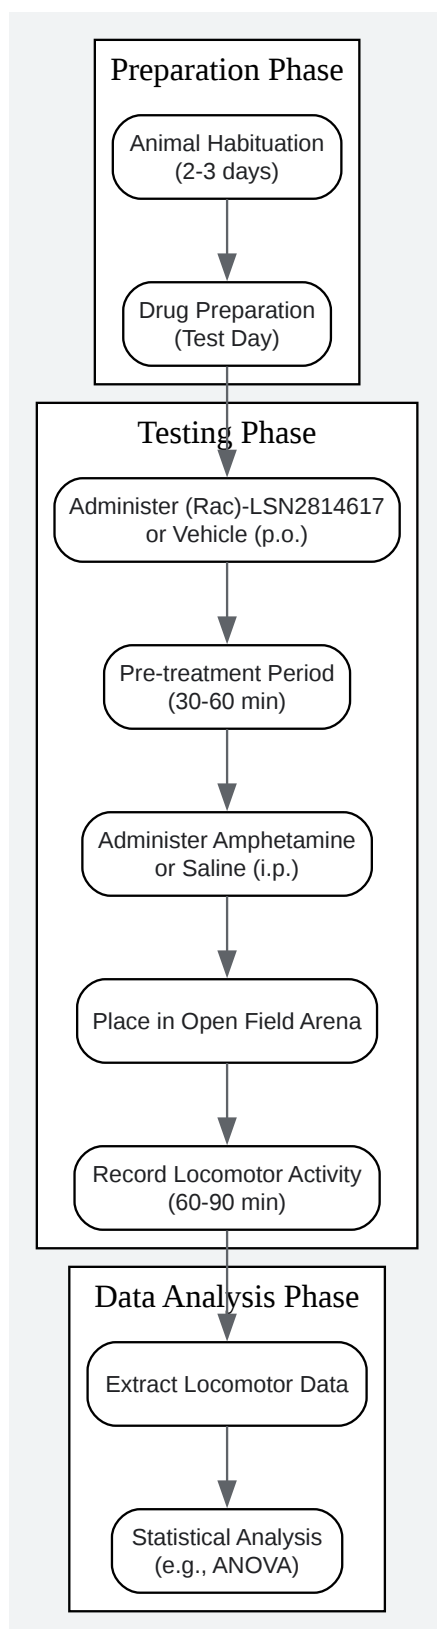 Preparation Phase
Animal Habituation
(2-3 days)
Drug Preparation
(Test Day)
Testing Phase
Administer (Rac)-LSN2814617
or Vehicle (p.o.)
Pre-treatment Period
(30-60 min)
Administer Amphetamine
or Saline (i.p.)
Place in Open Field Arena
Record Locomotor Activity
(60-90 min)
Data Analysis Phase
Extract Locomotor Data
Statistical Analysis
(e.g., ANOVA)